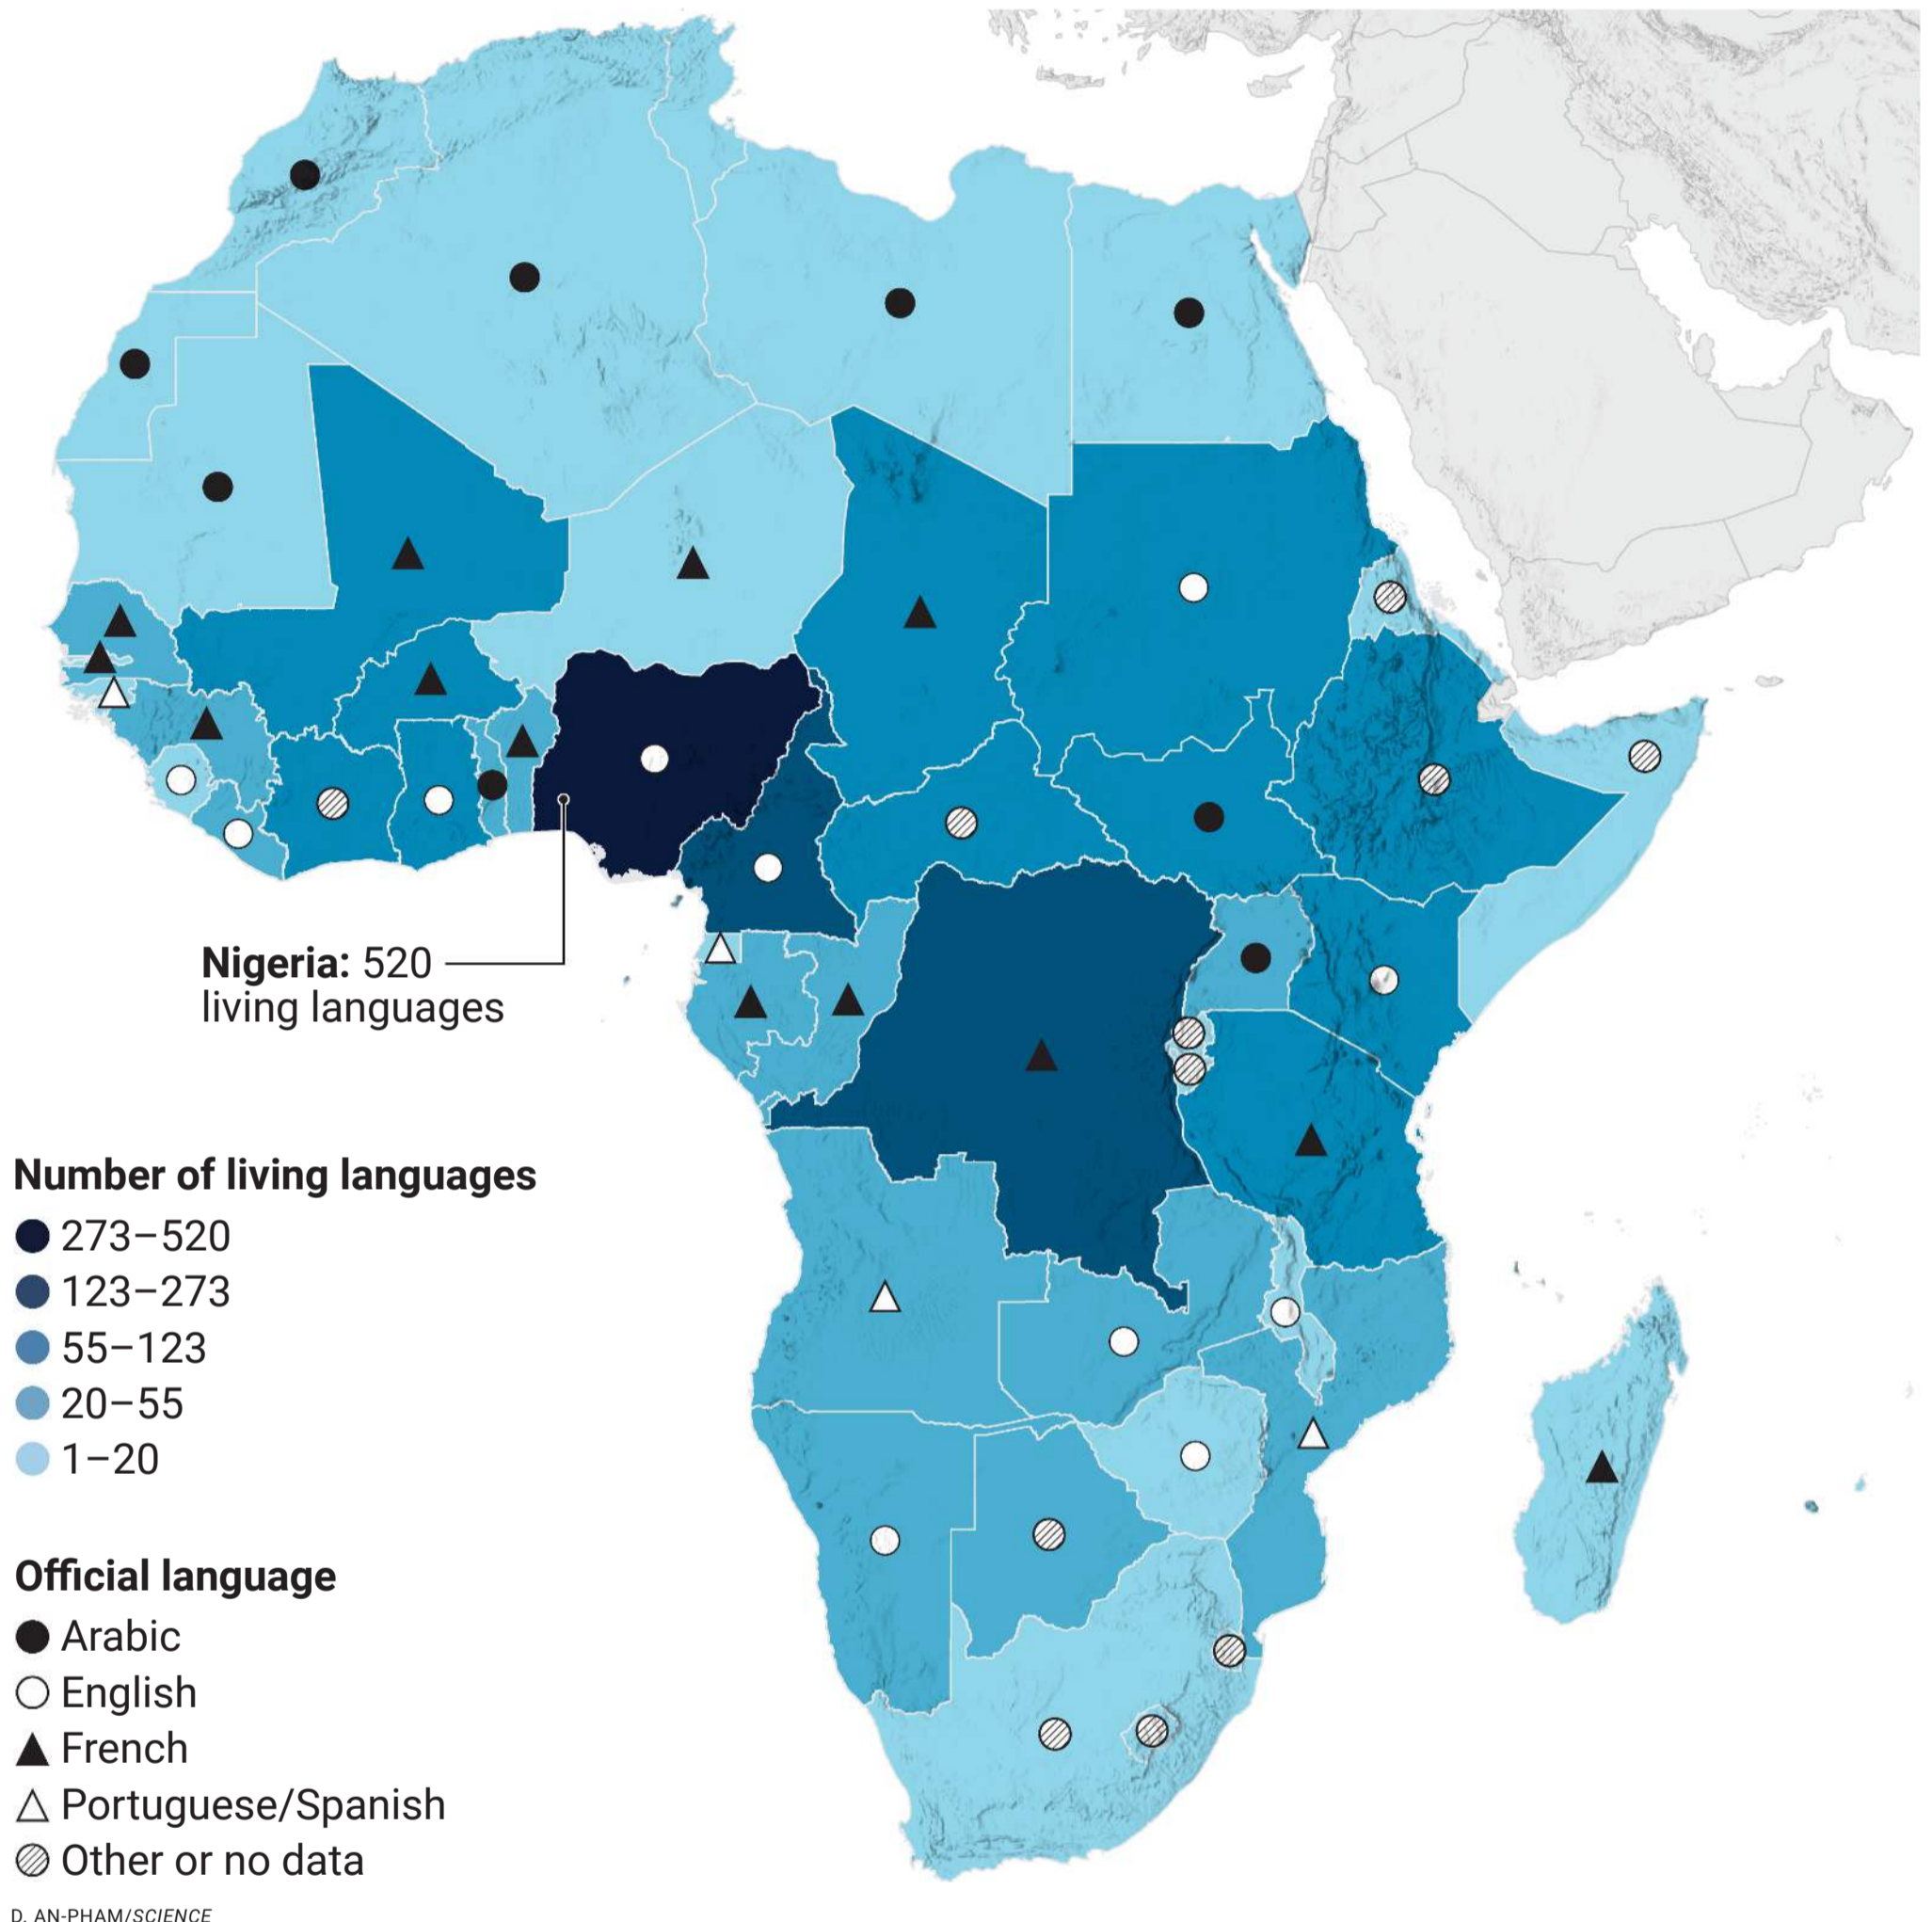 Nigeria: 520
living languages
Number of living languages
273–520
123–273
55–123
20–55
1–20
Official language
Arabic
English
French
Portuguese/Spanish
Other or no data
D. AN-PHAM/SCIENCE